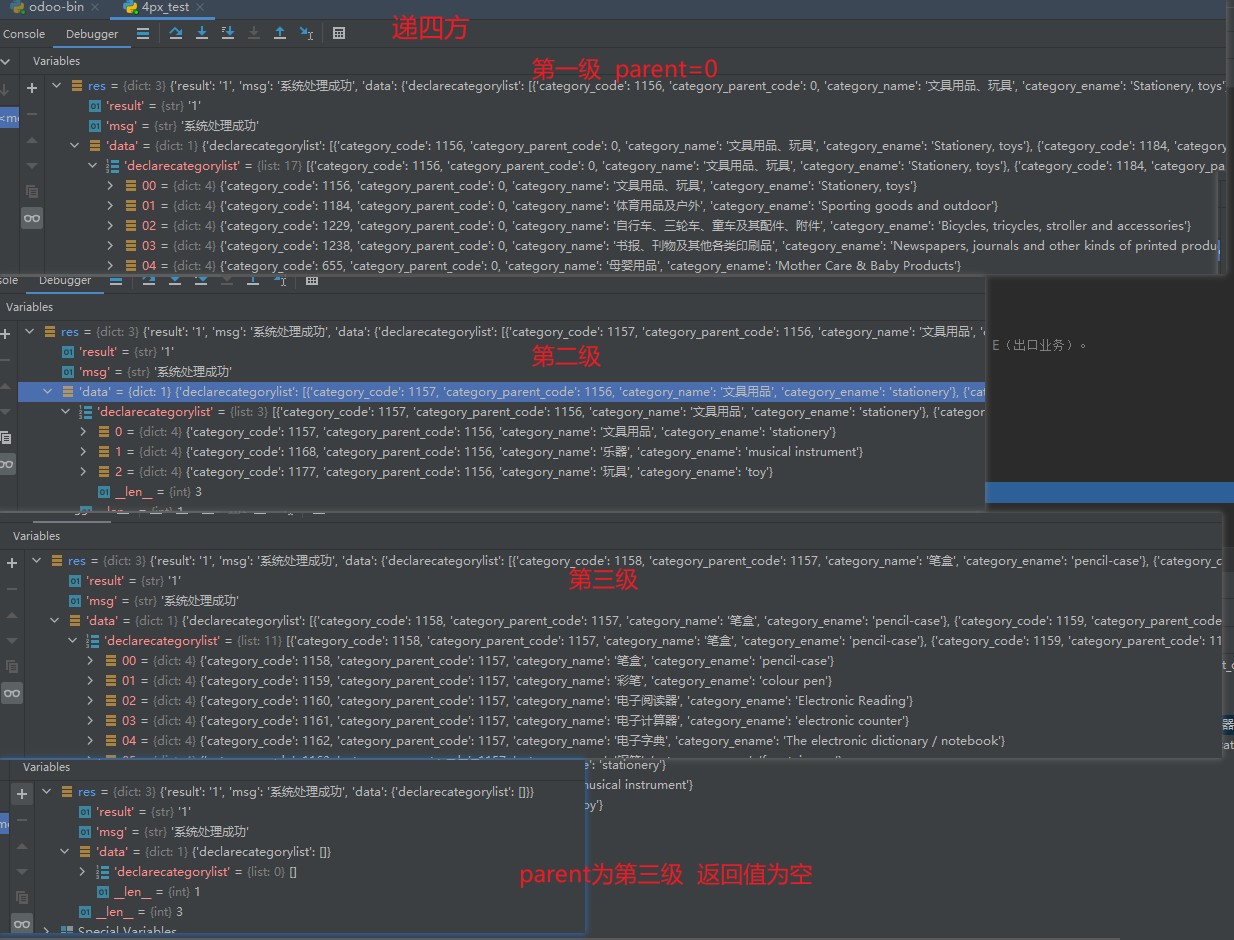 odoo-bin 4px_test
Console Debugger 递四方
Variables
第一级 parent=0
res = {dict: 3} {'result': '1', 'msg': '系统处理成功', 'data': {'declarecategorylist': [{'category_code': 1156, 'category_parent_code': 0, 'category_name': '文具用品、玩具', 'category_ename': 'Stationery, toys'
'result' = {str} '1'
'msg' = {str} '系统处理成功'
'data' = {dict: 1} {'declarecategorylist': [{'category_code': 1156, 'category_parent_code': 0, 'category_name': '文具用品、玩具', 'category_ename': 'Stationery, toys'}, {'category_code': 1184, 'category
'declarecategorylist' = {list: 17} [{'category_code': 1156, 'category_parent_code': 0, 'category_name': '文具用品、玩具', 'category_ename': 'Stationery, toys'}, {'category_code': 1184, 'category_pa
00 = {dict: 4} {'category_code': 1156, 'category_parent_code': 0, 'category_name': '文具用品、玩具', 'category_ename': 'Stationery, toys'}
01 = {dict: 4} {'category_code': 1184, 'category_parent_code': 0, 'category_name': '体育用品及户外', 'category_ename': 'Sporting goods and outdoor'}
02 = {dict: 4} {'category_code': 1229, 'category_parent_code': 0, 'category_name': '自行车、三轮车、童车及其配件、附件', 'category_ename': 'Bicycles, tricycles, stroller and accessories'}
03 = {dict: 4} {'category_code': 1238, 'category_parent_code': 0, 'category_name': '书报、刊物及其他各类印刷品', 'category_ename': 'Newspapers, journals and other kinds of printed produ
04 = {dict: 4} {'category_code': 655, 'category_parent_code': 0, 'category_name': '母婴用品', 'category_ename': 'Mother Care & Baby Products'}
sole Debugger
Variables
res = {dict: 3} {'result': '1', 'msg': '系统处理成功', 'data': {'declarecategorylist': [{'category_code': 1157, 'category_parent_code': 1156, 'category_name': '文具用品', '
E（出口业务）。
'result' = {str} '1'
第二级
'msg' = {str} '系统处理成功'
'data' = {dict: 1} {'declarecategorylist': [{'category_code': 1157, 'category_parent_code': 1156, 'category_name': '文具用品', 'category_ename': 'stationery'}, {'cat
'declarecategorylist' = {list: 3} [{'category_code': 1157, 'category_parent_code': 1156, 'category_name': '文具用品', 'category_ename': 'stationery'}, {'categor
0 = {dict: 4} {'category_code': 1157, 'category_parent_code': 1156, 'category_name': '文具用品', 'category_ename': 'stationery'}
1 = {dict: 4} {'category_code': 1168, 'category_parent_code': 1156, 'category_name': '乐器', 'category_ename': 'musical instrument'}
2 = {dict: 4} {'category_code': 1177, 'category_parent_code': 1156, 'category_name': '玩具', 'category_ename': 'toy'}
__len__ = {int} 3
Variables
res = {dict: 3} {'result': '1', 'msg': '系统处理成功', 'data': {'declarecategorylist': [{'category_code': 1158, 'category_parent_code': 1157, 'category_name': '笔盒', 'category_ename': 'pencil-case'}, {'category_c
'result' = {str} '1'
第三级
'msg' = {str} '系统处理成功'
'data' = {dict: 1} {'declarecategorylist': [{'category_code': 1158, 'category_parent_code': 1157, 'category_name': '笔盒', 'category_ename': 'pencil-case'}, {'category_code': 1159, 'category_parent_code
'declarecategorylist' = {list: 11} [{'category_code': 1158, 'category_parent_code': 1157, 'category_name': '笔盒', 'category_ename': 'pencil-case'}, {'category_code': 1159, 'category_parent_code': 11
00 = {dict: 4} {'category_code': 1158, 'category_parent_code': 1157, 'category_name': '笔盒', 'category_ename': 'pencil-case'}
01 = {dict: 4} {'category_code': 1159, 'category_parent_code': 1157, 'category_name': '彩笔', 'category_ename': 'colour pen'}
02 = {dict: 4} {'category_code': 1160, 'category_parent_code': 1157, 'category_name': '电子阅读器', 'category_ename': 'Electronic Reading'}
03 = {dict: 4} {'category_code': 1161, 'category_parent_code': 1157, 'category_name': '电子计算器', 'category_ename': 'electronic counter'}
04 = {dict: 4} {'category_code': 1162, 'category_parent_code': 1157, 'category_name': '电子字典', 'category_ename': 'The electronic dictionary / notebook'}
Variables
': 'stationery'}
musical instrument'}
res = {dict: 3} {'result': '1', 'msg': '系统处理成功', 'data': {'declarecategorylist': []}}
oy'}
'result' = {str} '1'
'msg' = {str} '系统处理成功'
'data' = {dict: 1} {'declarecategorylist': []}
'declarecategorylist' = {list: 0} []
parent为第三级 返回值为空
__len__ = {int} 1
__len__ = {int} 3
Special Variables